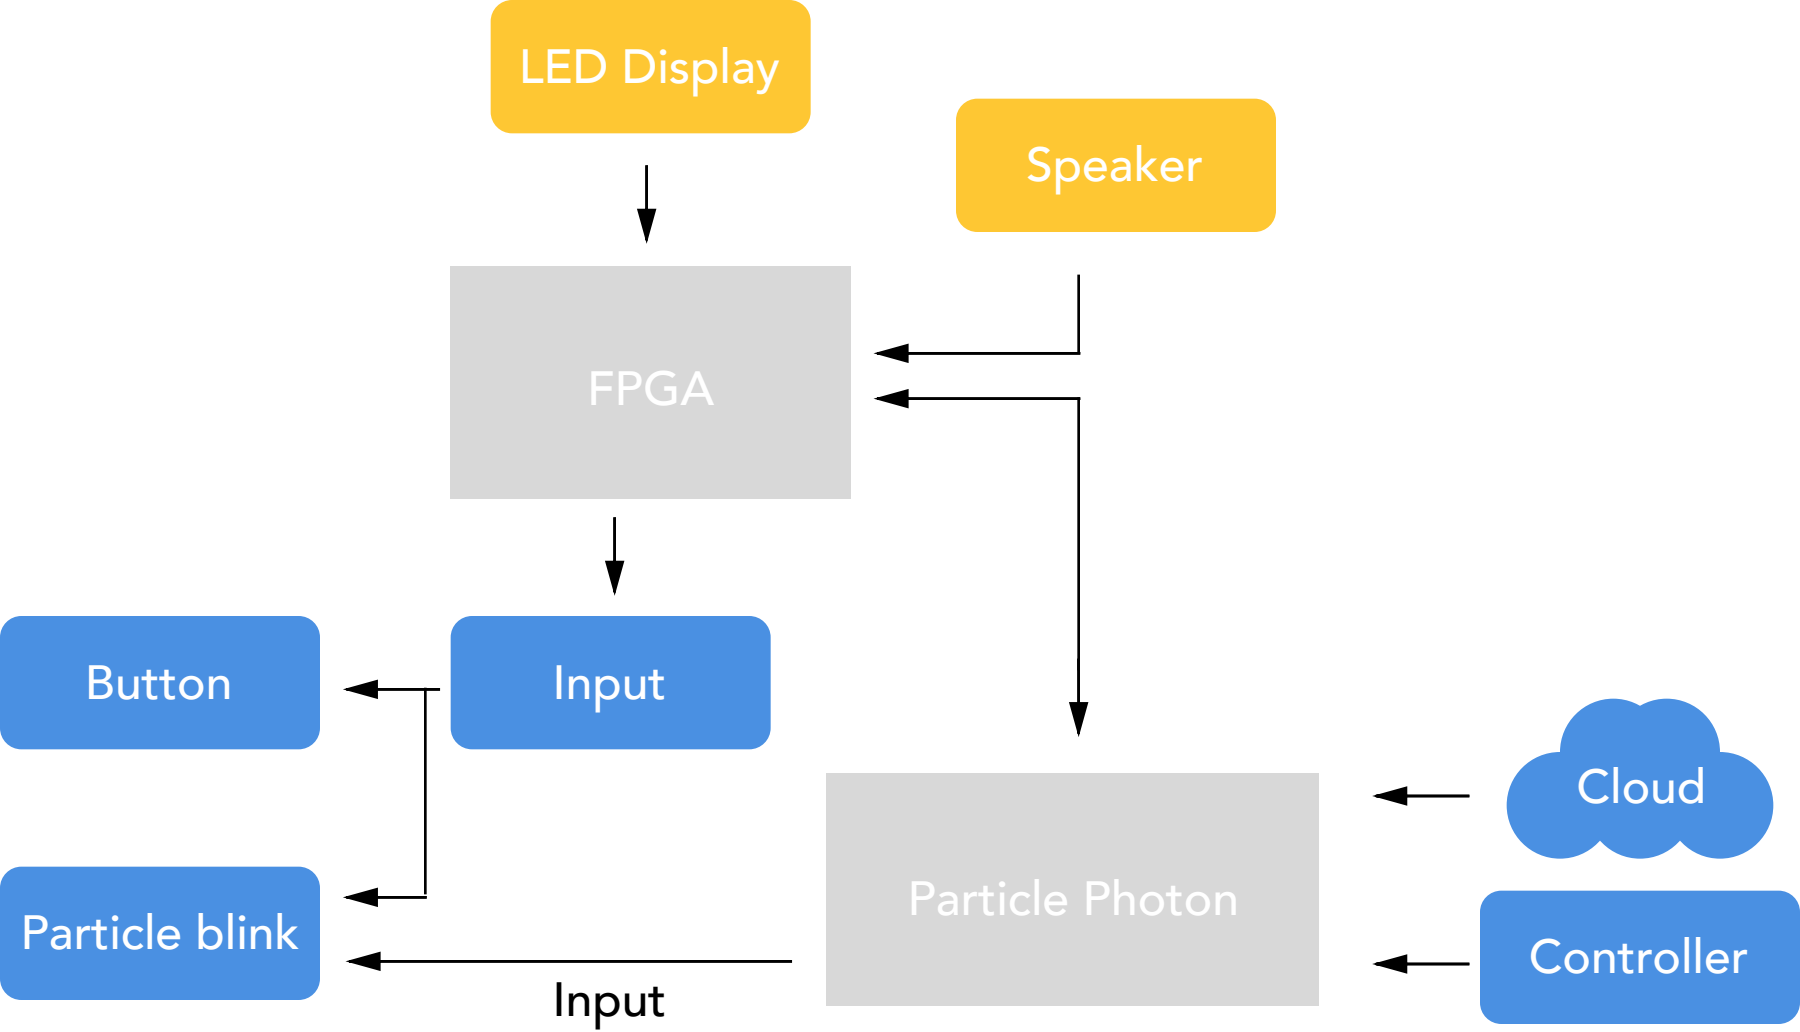 LED Display
Speaker
FPGA
Button
Input
Cloud
Particle Photon
Particle blink
Controller
Input